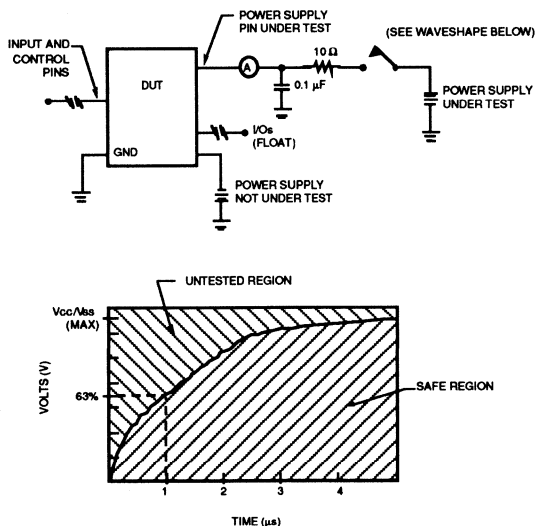 POWER SUPPLY
PIN UNDER TEST
INPUT AND
CONTROL
PINS
(SEE WAVESHAPE BELOW)
10 Ω
A
DUT
0.1 µF
POWER SUPPLY
UNDER TEST
I/Os
(FLOAT)
GND
POWER SUPPLY
NOT UNDER TEST
UNTESTED REGION
Vcc/Vss
(MAX)
VOLTS (V)
63%
SAFE REGION
1
2
3
4
TIME (µs)